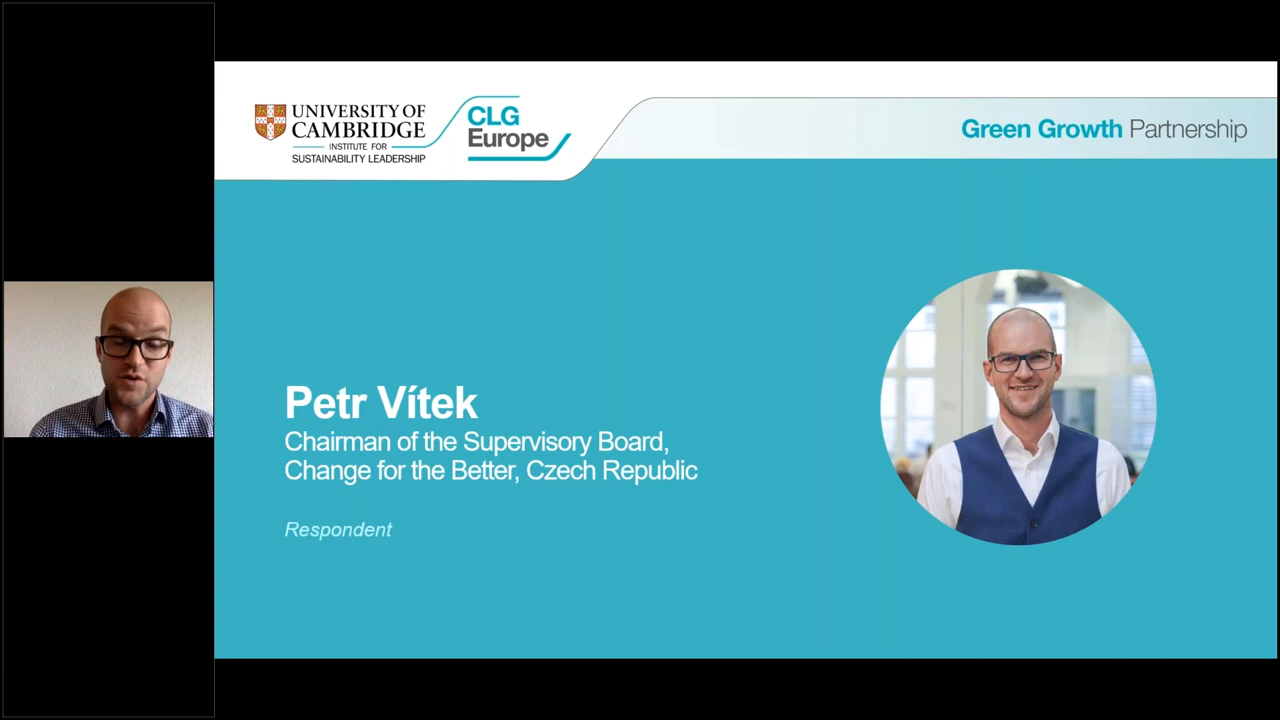 UNIVERSITY OF
CAMBRIDGE
INSTITUTE FOR
SUSTAINABILITY LEADERSHIP
CLG
Europe
Green Growth Partnership
Petr Vítek
Chairman of the Supervisory Board,
Change for the Better, Czech Republic
Respondent